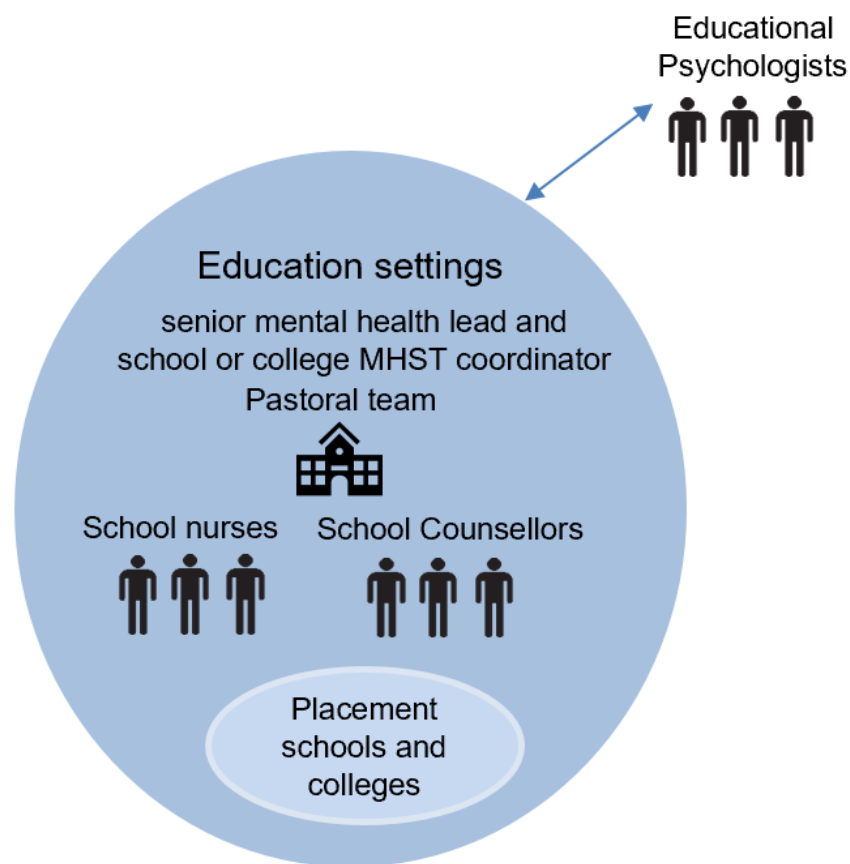 Educational
Psychologists
Education settings
senior mental health lead and
school or college MHST coordinator
Pastoral team
School nurses
School Counsellors
Placement
schools and
colleges